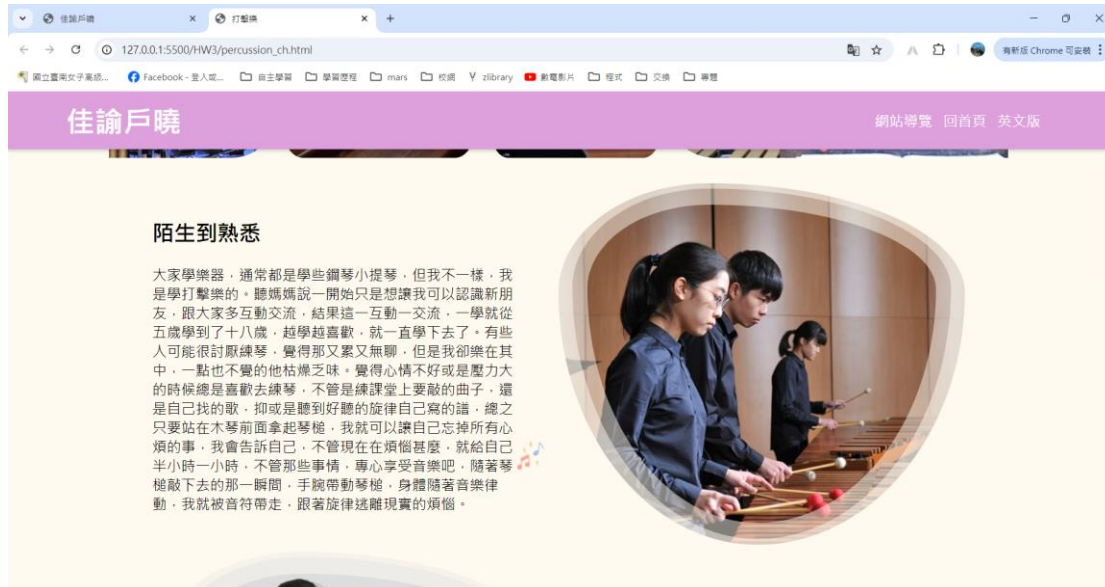 佳諭戶曉
打擊樂
127.0.0.1:5500/HW3/percussion_ch.html
有新版 Chrome 可安裝
國立臺南女子高級...
Facebook - 登入或...
自主學習
學習歷程
mars
校網
zlibrary
數電影片
程式
交換
專題
佳諭戶曉
網站導覽 回首頁 英文版
陌生到熟悉
大家學樂器，通常都是學些鋼琴小提琴，但我不一樣，我
是學打擊樂的。聽媽媽說一開始只是想讓我可以認識新朋
友，跟大家多互動交流，結果這一互動一交流，一學就從
五歲學到了十八歲，越學越喜歡，就一直學下去了。有些
人可能很討厭練琴，覺得那又累又無聊，但是我卻樂在其
中，一點也不覺的他枯燥乏味。覺得心情不好或是壓力大
的時候總是喜歡去練琴，不管是練課堂上要敲的曲子，還
是自己找的歌，抑或是聽到好聽的旋律自己寫的譜，總之
只要站在木琴前面拿起琴槌，我就可以讓自己忘掉所有心
煩的事，我會告訴自己，不管現在在煩惱甚麼，就給自己
半小時一小時，不管那些事情，專心享受音樂吧，隨著琴
槌敲下去的那一瞬間，手腕帶動琴槌，身體隨著音樂律
動，我就被音符帶走，跟著旋律逃離現實的煩惱。